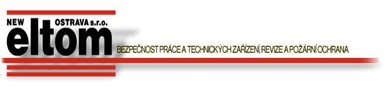 NEW OSTRAVA s.r.o.
eltom
BEZPEČNOST PRÁCE A TECHNICKÝCH ZAŘÍZENÍ, REVIZE A POŽÁRNÍ OCHRANA